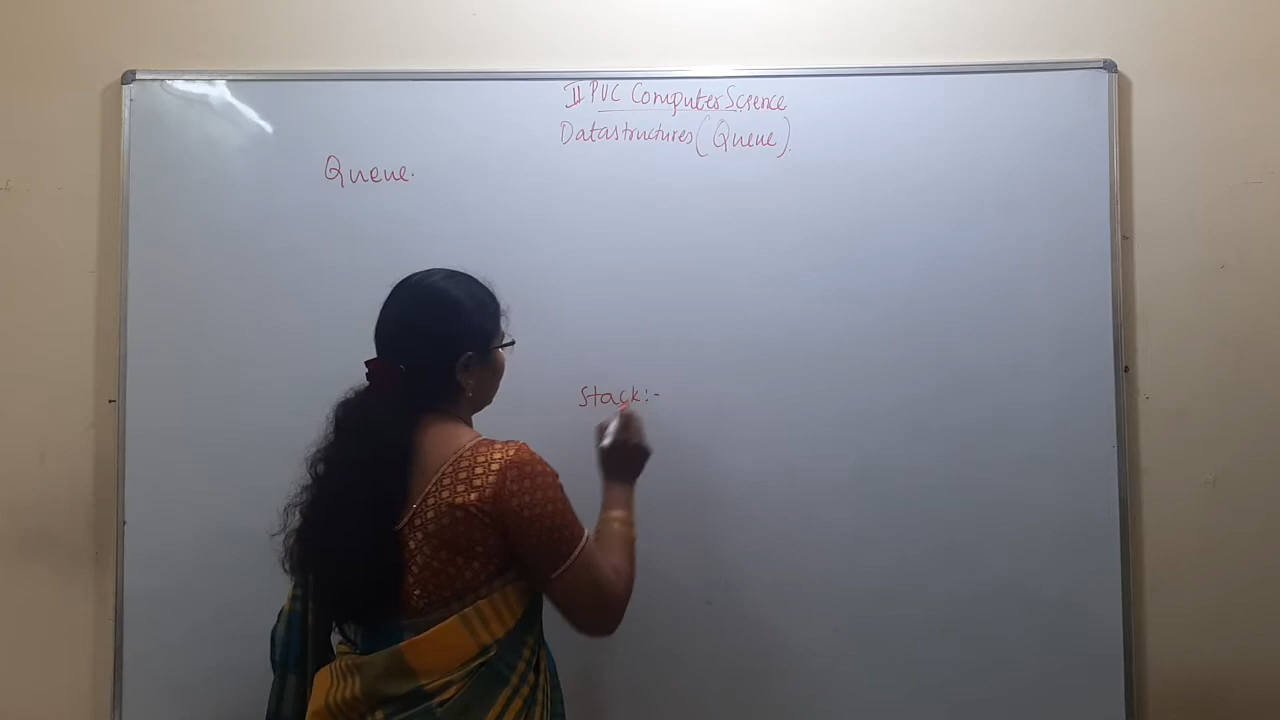 II PUC Computer Science
Datastructures (Queue).
Queue.
Stack:-